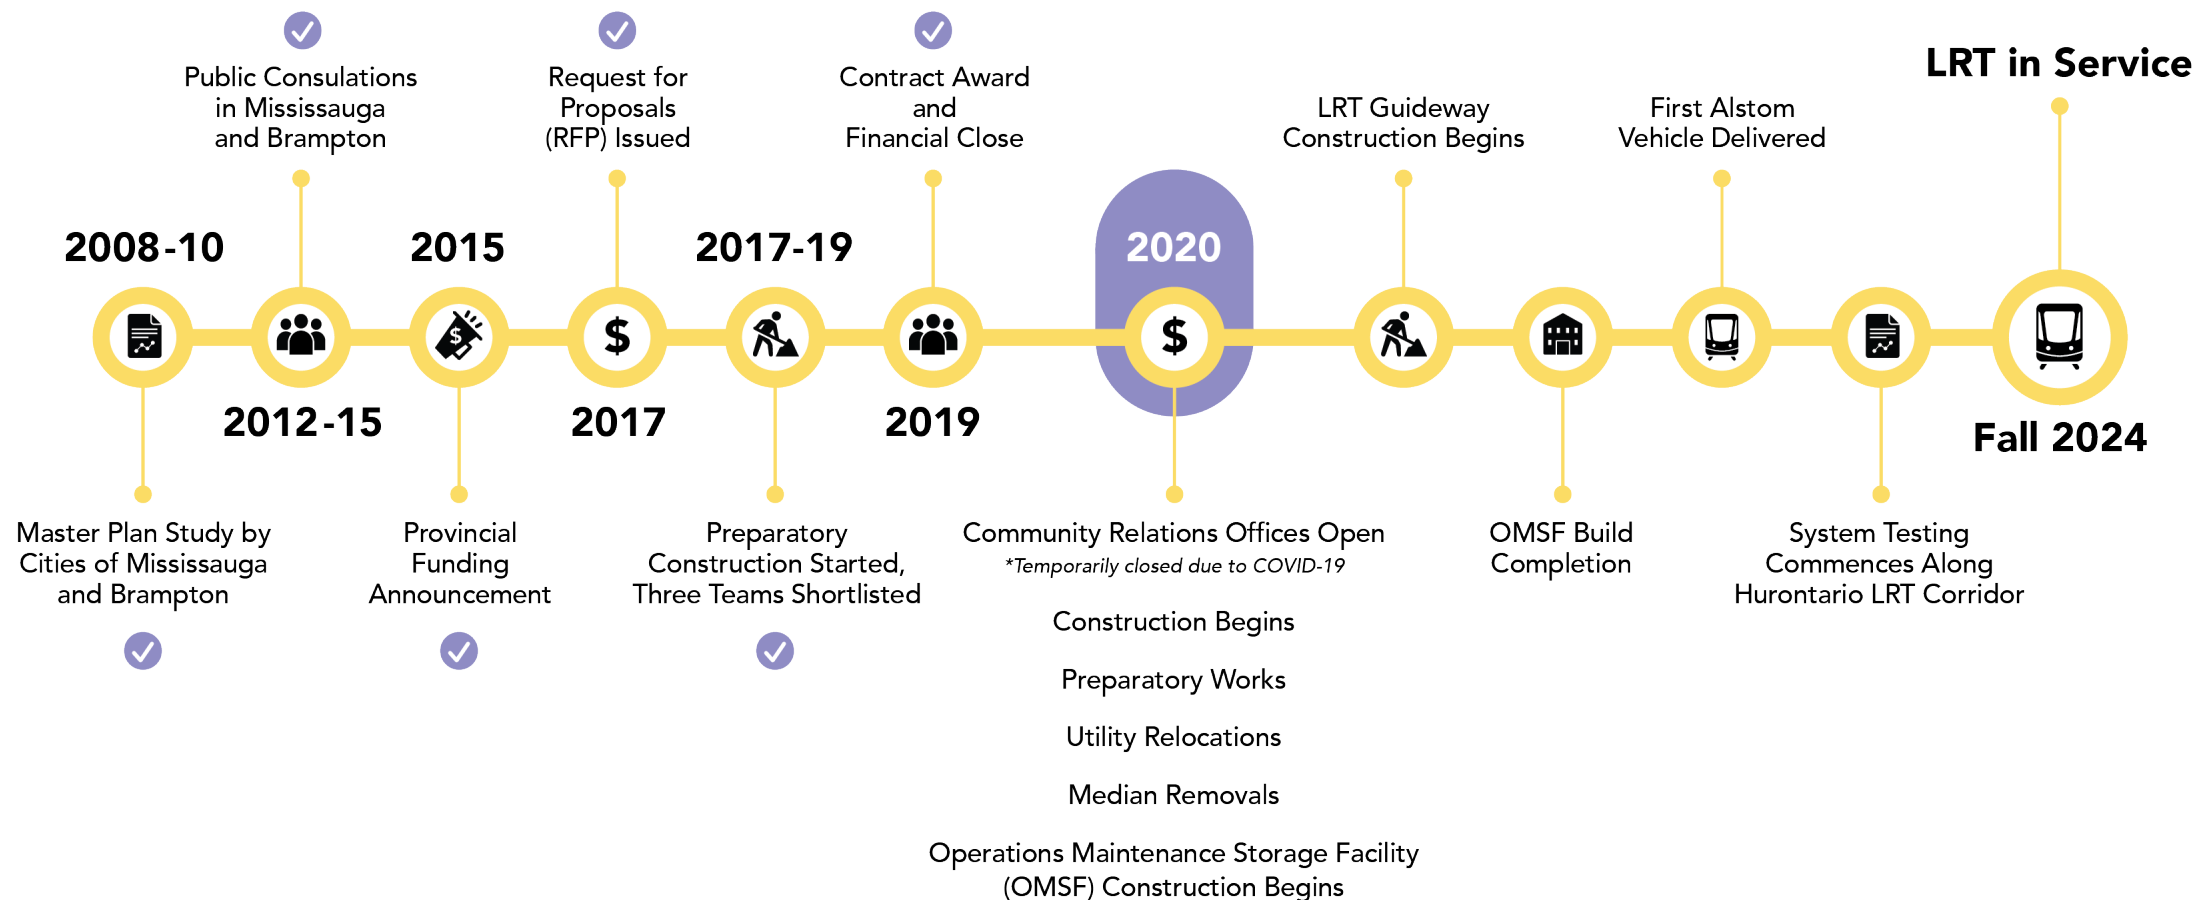 2008-10
Master Plan Study by
Cities of Mississauga
and Brampton
Public Consulations
in Mississauga
and Brampton
2012-15
2015
Provincial
Funding
Announcement
Request for
Proposals
(RFP) Issued
2017
2017-19
Preparatory
Construction Started,
Three Teams Shortlisted
Contract Award
and
Financial Close
2019
2020
Community Relations Offices Open
*Temporarily closed due to COVID-19
Construction Begins
Preparatory Works
Utility Relocations
Median Removals
Operations Maintenance Storage Facility
(OMSF) Construction Begins
LRT Guideway
Construction Begins
OMSF Build
Completion
First Alstom
Vehicle Delivered
System Testing
Commences Along
Hurontario LRT Corridor
LRT in Service
Fall 2024